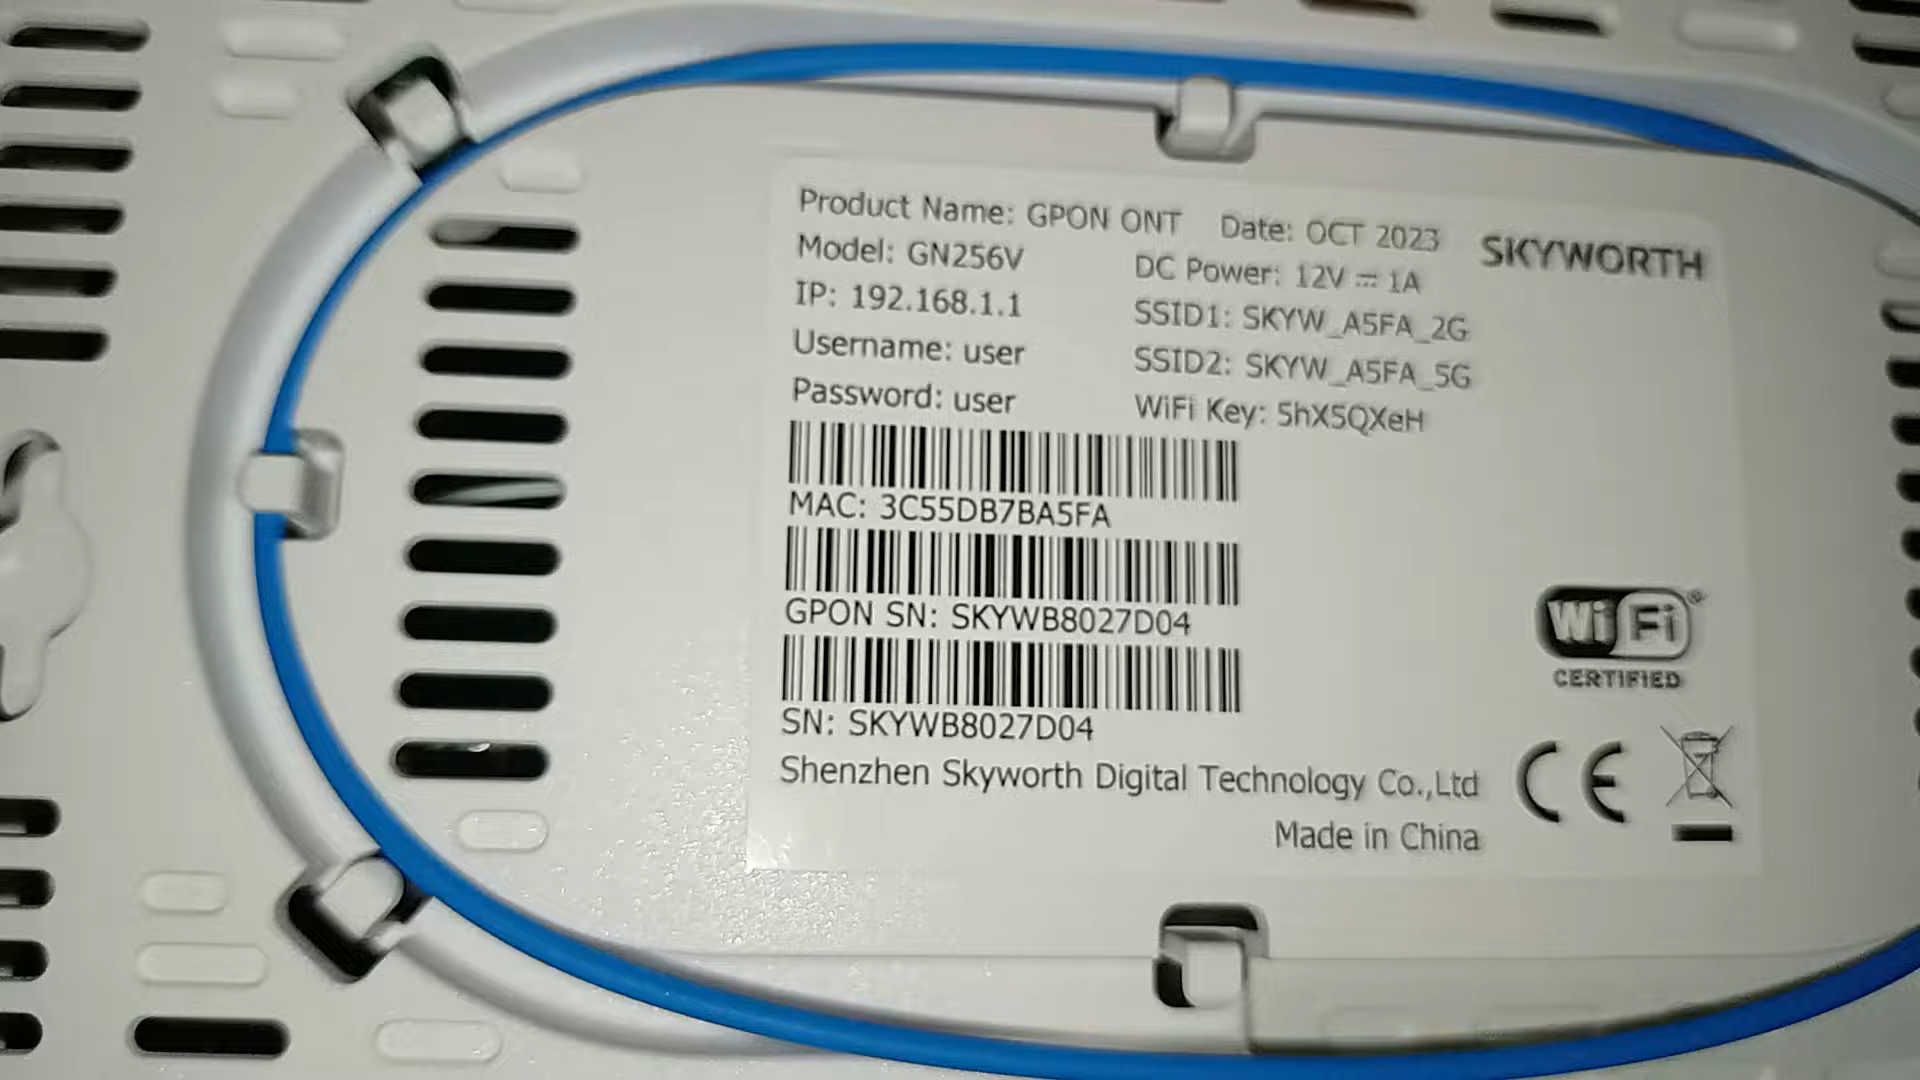 Product Name: GPON ONT Date: OCT 2023 SKYWORTH
Model: GN256V DC Power: 12V ⎓ 1A
IP: 192.168.1.1 SSID1: SKYW_A5FA_2G
Username: user SSID2: SKYW_A5FA_5G
Password: user WiFi Key: 5hX5QXeH
MAC: 3C55DB7BA5FA
GPON SN: SKYWB8027D04
SN: SKYWB8027D04
Shenzhen Skyworth Digital Technology Co.,Ltd
Made in China
Wi Fi ®
CERTIFIED
CE